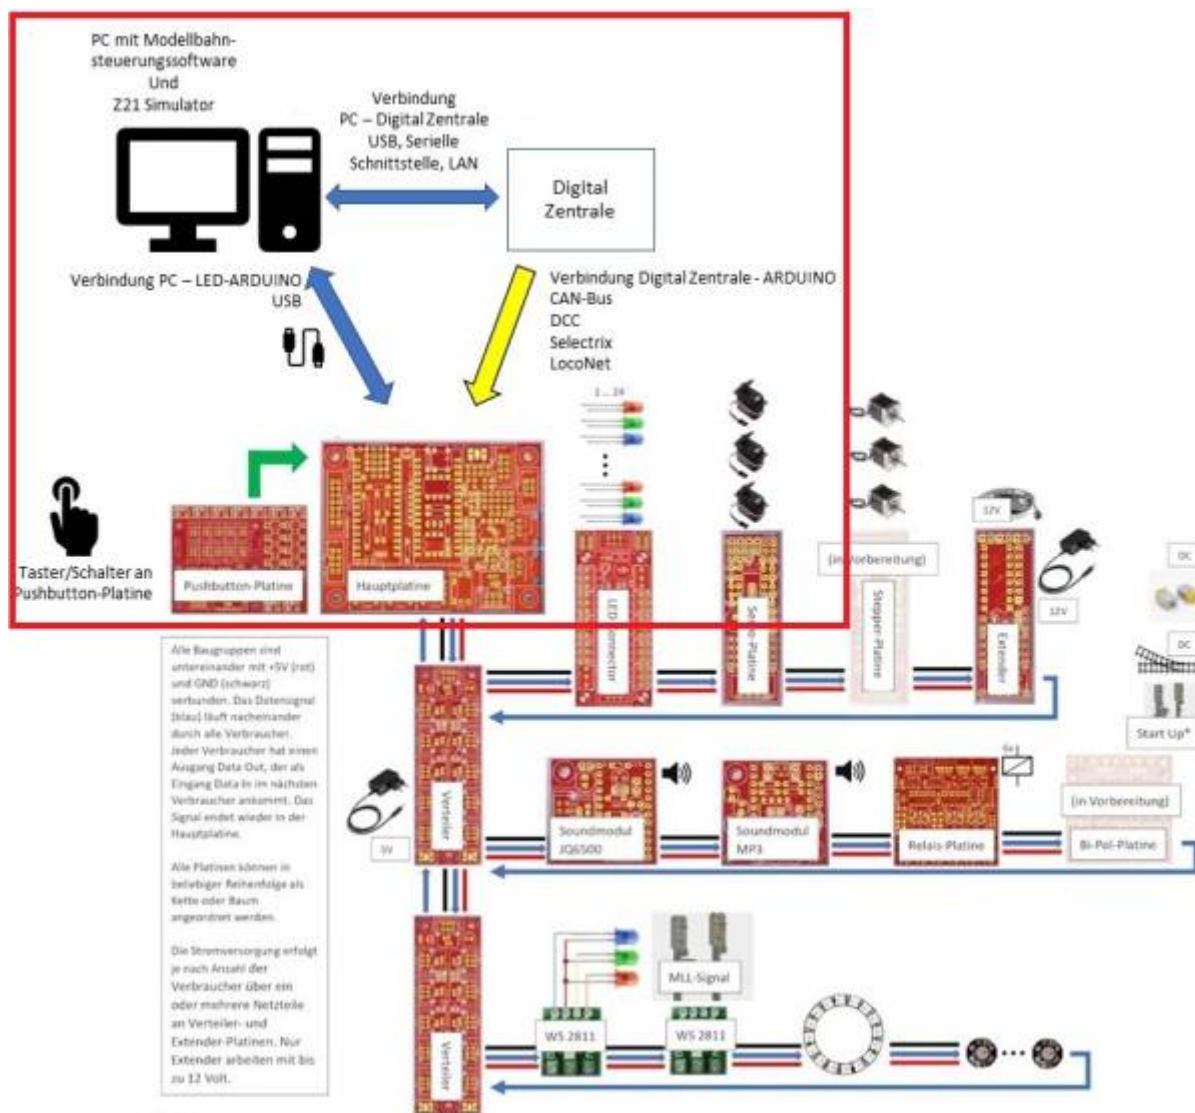 PC mit Modellbahn-
steuerungssoftware
Und
Z21 Simulator
Verbindung
PC – Digital Zentrale
USB, Serielle
Schnittstelle, LAN
Digital
Zentrale
Verbindung PC – LED-ARDUINO
USB
Verbindung Digital Zentrale - ARDUINO
CAN-Bus
DCC
Selectrix
LocoNet
1 ... 24
Taster/Schalter an
Pushbutton-Platine
Pushbutton-Platine
Hauptplatine
LED-Connector
Servo-Platine
(in Vorbereitung)
Stepper-Platine
12V
Extender
12V
DC
DC
Start Up*
Alle Baugruppen sind
untereinander mit +5V (rot)
und GND (schwarz)
verbunden. Das Datensignal
(blau) läuft nacheinander
durch alle Verbraucher.
Jeder Verbraucher hat einen
Ausgang Data Out, der als
Eingang Data In im nächsten
Verbraucher ankommt. Das
Signal endet wieder in der
Hauptplatine.
Alle Platinen können in
beliebiger Reihenfolge als
Kette oder Baum
angeordnet werden.
Die Stromversorgung erfolgt
je nach Anzahl der
Verbraucher über ein
oder mehrere Netzteile
an Verteiler- und
Extender-Platinen. Nur
Extender arbeiten mit bis
zu 12 Volt.
Verteiler
5V
Soundmodul
JQ6500
Soundmodul
MP3
Relais-Platine
(in Vorbereitung)
Bi-Pol-Platine
Verteiler
MLL-Signal
WS 2811
WS 2811